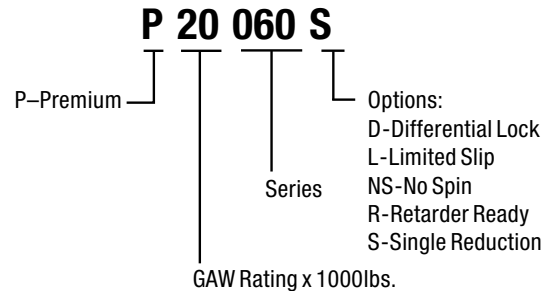 P 20 060 S
P–Premium
Options:
D-Differential Lock
L-Limited Slip
NS-No Spin
R-Retarder Ready
S-Single Reduction
Series
GAW Rating x 1000lbs.